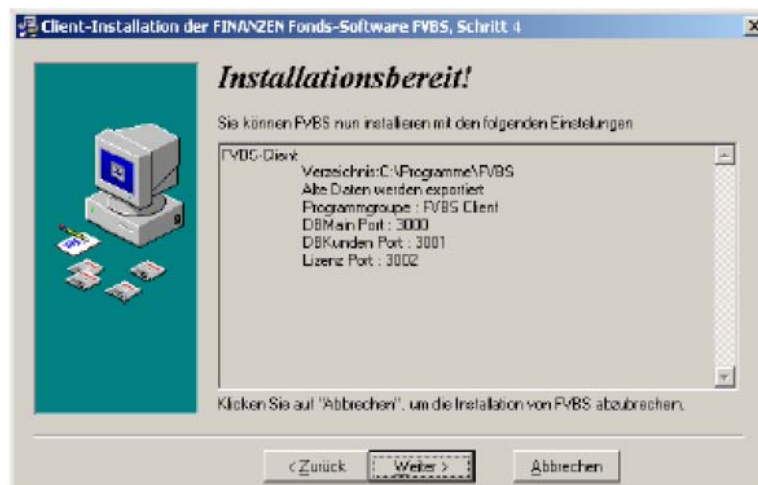 Client-Installation der FINANZEN Fonds-Software FVBS, Schritt 4
Installationsbereit!
Sie können FVBS nun installieren mit den folgenden Einstellungen
FVBS-Client
Verzeichnis:C:\Programme\FVBS
Alte Daten werden exportiert
Programmgroupe : FVBS Client
DBMain Port : 3000
DBKunden Port : 3001
Lizenz Port : 3002
Klicken Sie auf "Abbrechen", um die Installation von FVBS abzubrechen.
< Zurück Weiter > Abbrechen